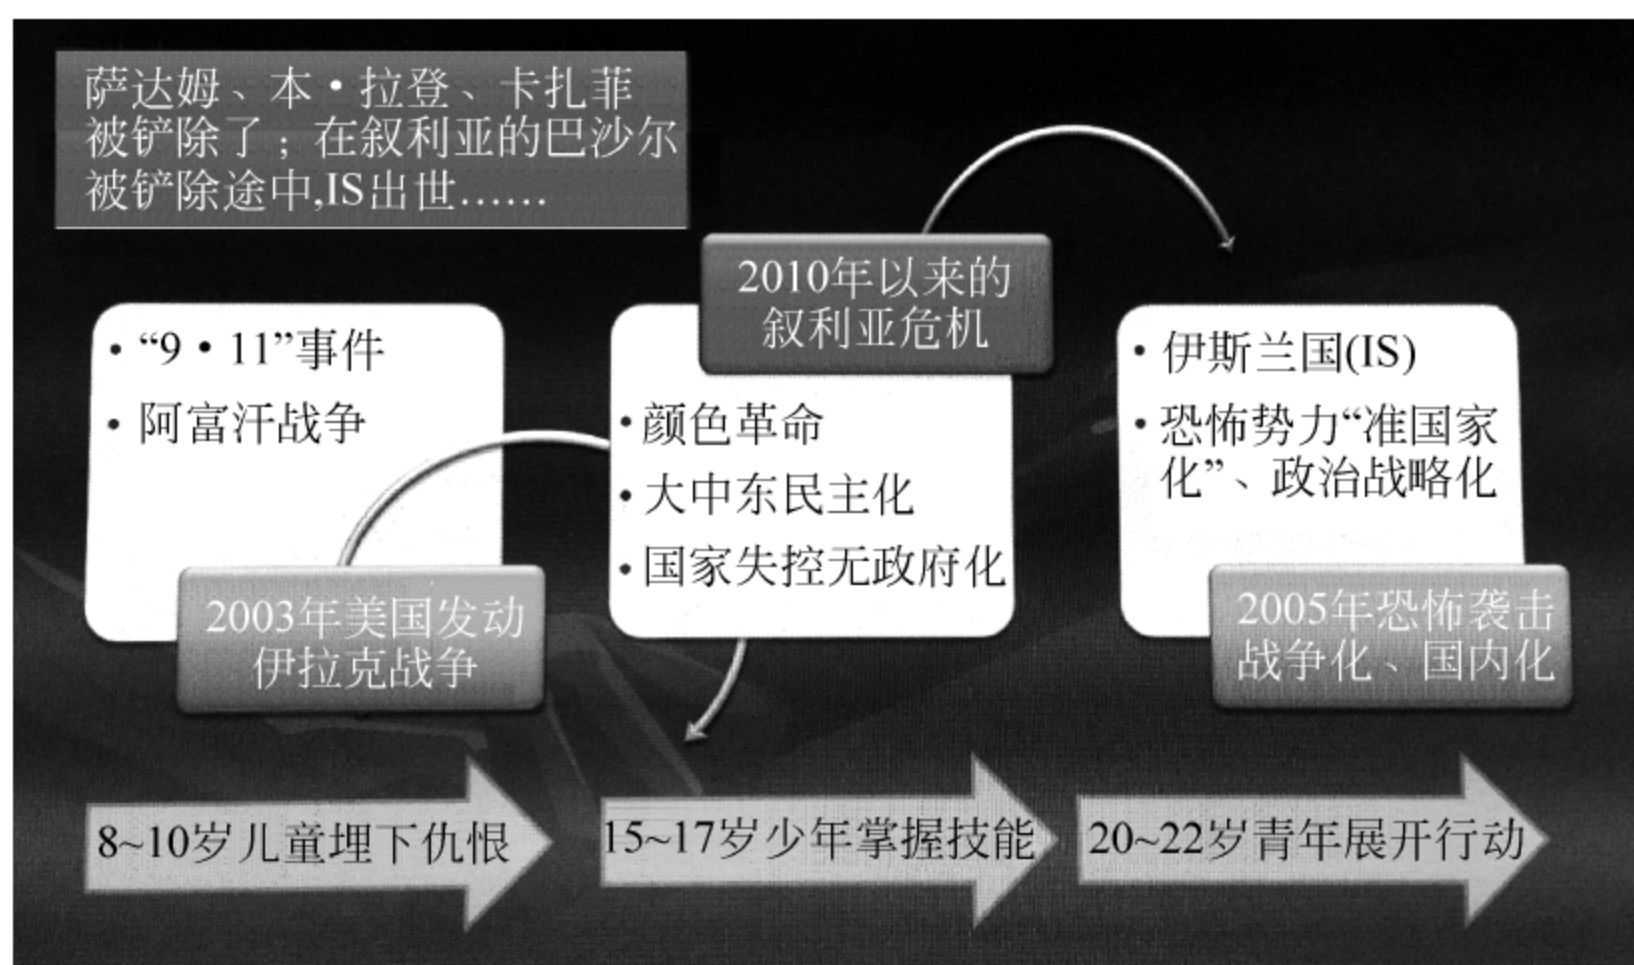 萨达姆、本·拉登、卡扎菲
被铲除了；在叙利亚的巴沙尔
被铲除途中,IS出世……
• “9·11”事件
• 阿富汗战争
2003年美国发动
伊拉克战争
2010年以来的
叙利亚危机
• 颜色革命
• 大中东民主化
• 国家失控无政府化
• 伊斯兰国(IS)
• 恐怖势力“准国家
化”、政治战略化
2005年恐怖袭击
战争化、国内化
8~10岁儿童埋下仇恨
15~17岁少年掌握技能
20~22岁青年展开行动